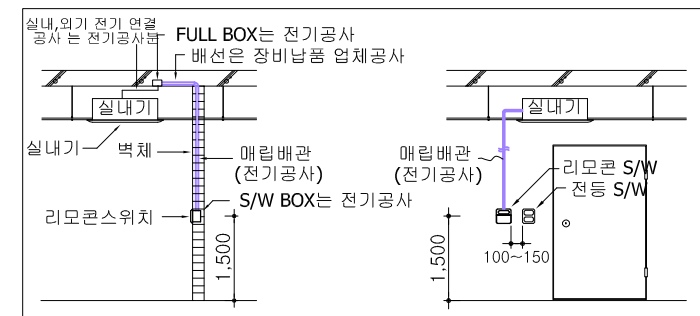 실내,외기 전기 연결
공사 는 전기공사분
FULL BOX는 전기공사
배선은 장비납품 업체공사
실내기
실내기
벽체
매립배관
(전기공사)
S/W BOX는 전기공사
리모콘스위치
1,500
실내기
매립배관
(전기공사)
리모콘 S/W
전등 S/W
100~150
1,500